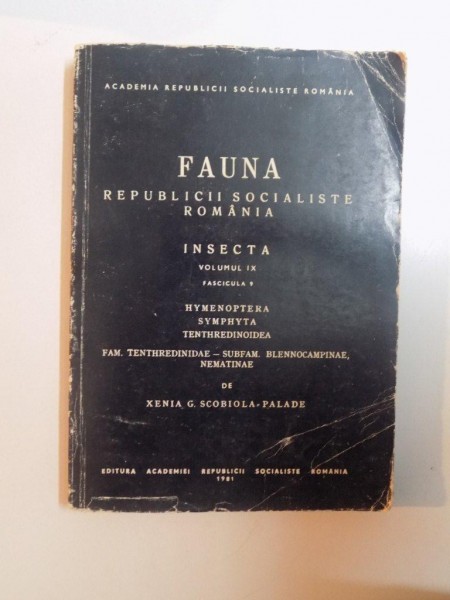 ACADEMIA REPUBLICII SOCIALISTE ROMÂNIA
FAUNA
REPUBLICII SOCIALISTE
ROMÂNIA
INSECTA
VOLUMUL IX
FASCICULA 9
HYMENOPTERA
SYMPHYTA
TENTHREDINOIDEA
FAM. TENTHREDINIDAE — SUBFAM. BLENNOCAMPINAE,
NEMATINAE
DE
XENIA G. SCOBIOLA-PALADE
EDITURA ACADEMIEI REPUBLICII SOCIALISTE ROMÂNIA
1981